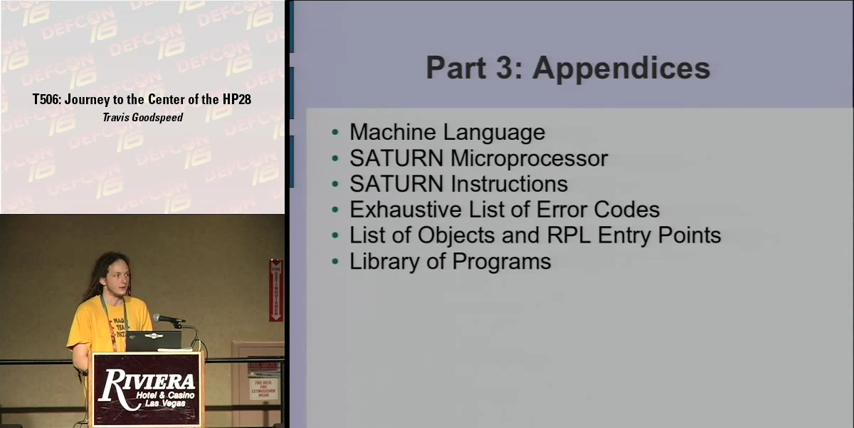 DEFCON
16
T506: Journey to the Center of the HP28
Travis Goodspeed
Part 3: Appendices
• Machine Language
• SATURN Microprocessor
• SATURN Instructions
• Exhaustive List of Error Codes
• List of Objects and RPL Entry Points
• Library of Programs
RIVIERA
Hotel & Casino
Las Vegas